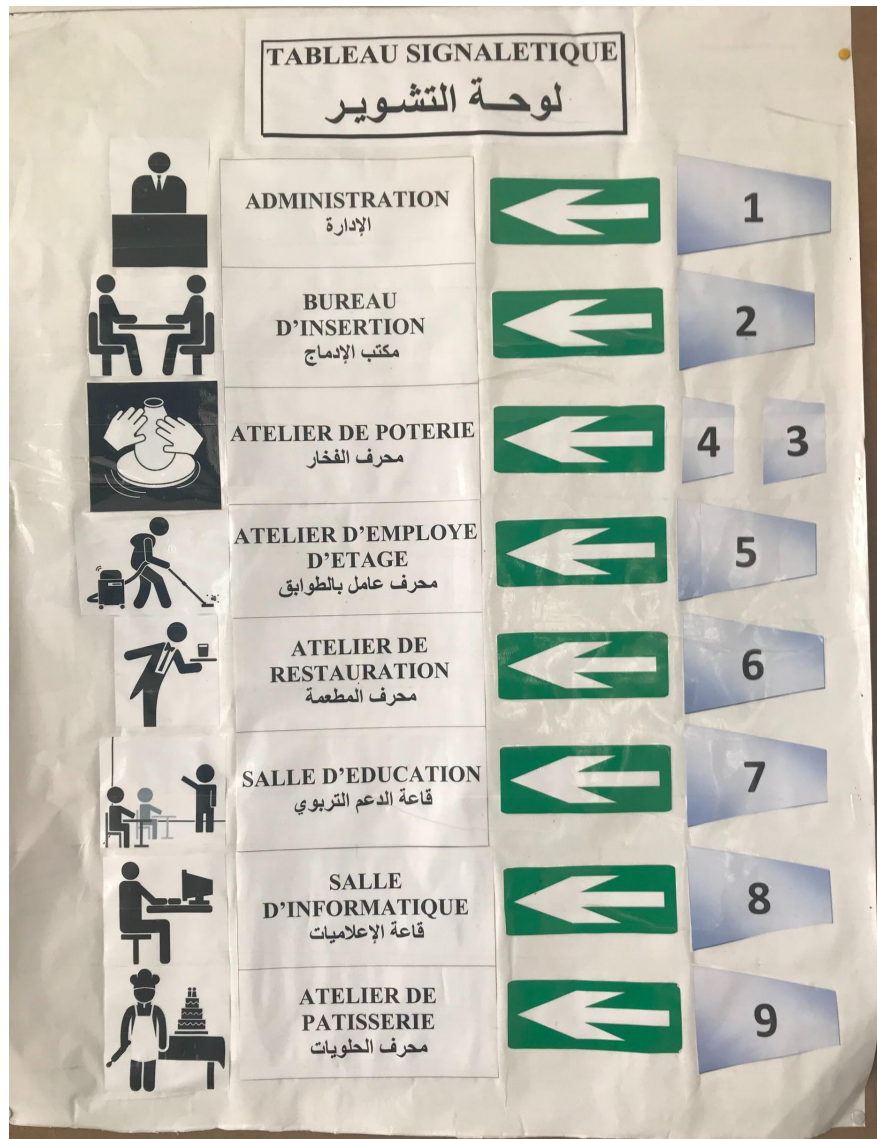 TABLEAU SIGNALETIQUE
لوحة التشوير
ADMINISTRATION
الإدارة
1
BUREAU
D'INSERTION
مكتب الإدماج
2
ATELIER DE POTERIE
محرف الفخار
4 3
ATELIER D'EMPLOYE
D'ETAGE
محرف عامل بالطوابق
5
ATELIER DE
RESTAURATION
محرف المطعمة
6
SALLE D'EDUCATION
قاعة الدعم التربوي
7
SALLE
D'INFORMATIQUE
قاعة الإعلاميات
8
ATELIER DE
PATISSERIE
محرف الحلويات
9